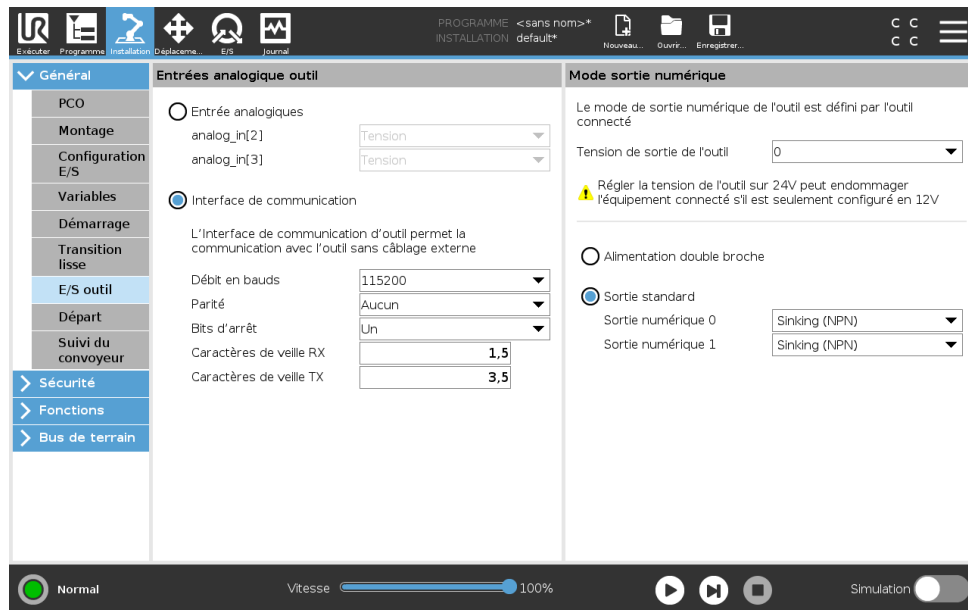 PROGRAMME <sans nom>*
INSTALLATION default*
Exécuter Programme Installation Déplaceme... E/S Journal
Nouveau... Ouvrir... Enregistrer...
C C
C C
Général
PCO
Montage
Configuration
E/S
Variables
Démarrage
Transition
lisse
E/S outil
Départ
Suivi du
convoyeur
Sécurité
Fonctions
Bus de terrain
Entrées analogique outil
Entrée analogiques
analog_in[2] Tension
analog_in[3] Tension
Interface de communication
L'Interface de communication d'outil permet la
communication avec l'outil sans câblage externe
Débit en bauds 115200
Parité Aucun
Bits d'arrêt Un
Caractères de veille RX 1,5
Caractères de veille TX 3,5
Mode sortie numérique
Le mode de sortie numérique de l'outil est défini par l'outil
connecté
Tension de sortie de l'outil 0
Régler la tension de l'outil sur 24V peut endommager
l'équipement connecté s'il est seulement configuré en 12V
Alimentation double broche
Sortie standard
Sortie numérique 0 Sinking (NPN)
Sortie numérique 1 Sinking (NPN)
Normal
Vitesse 100%
Simulation